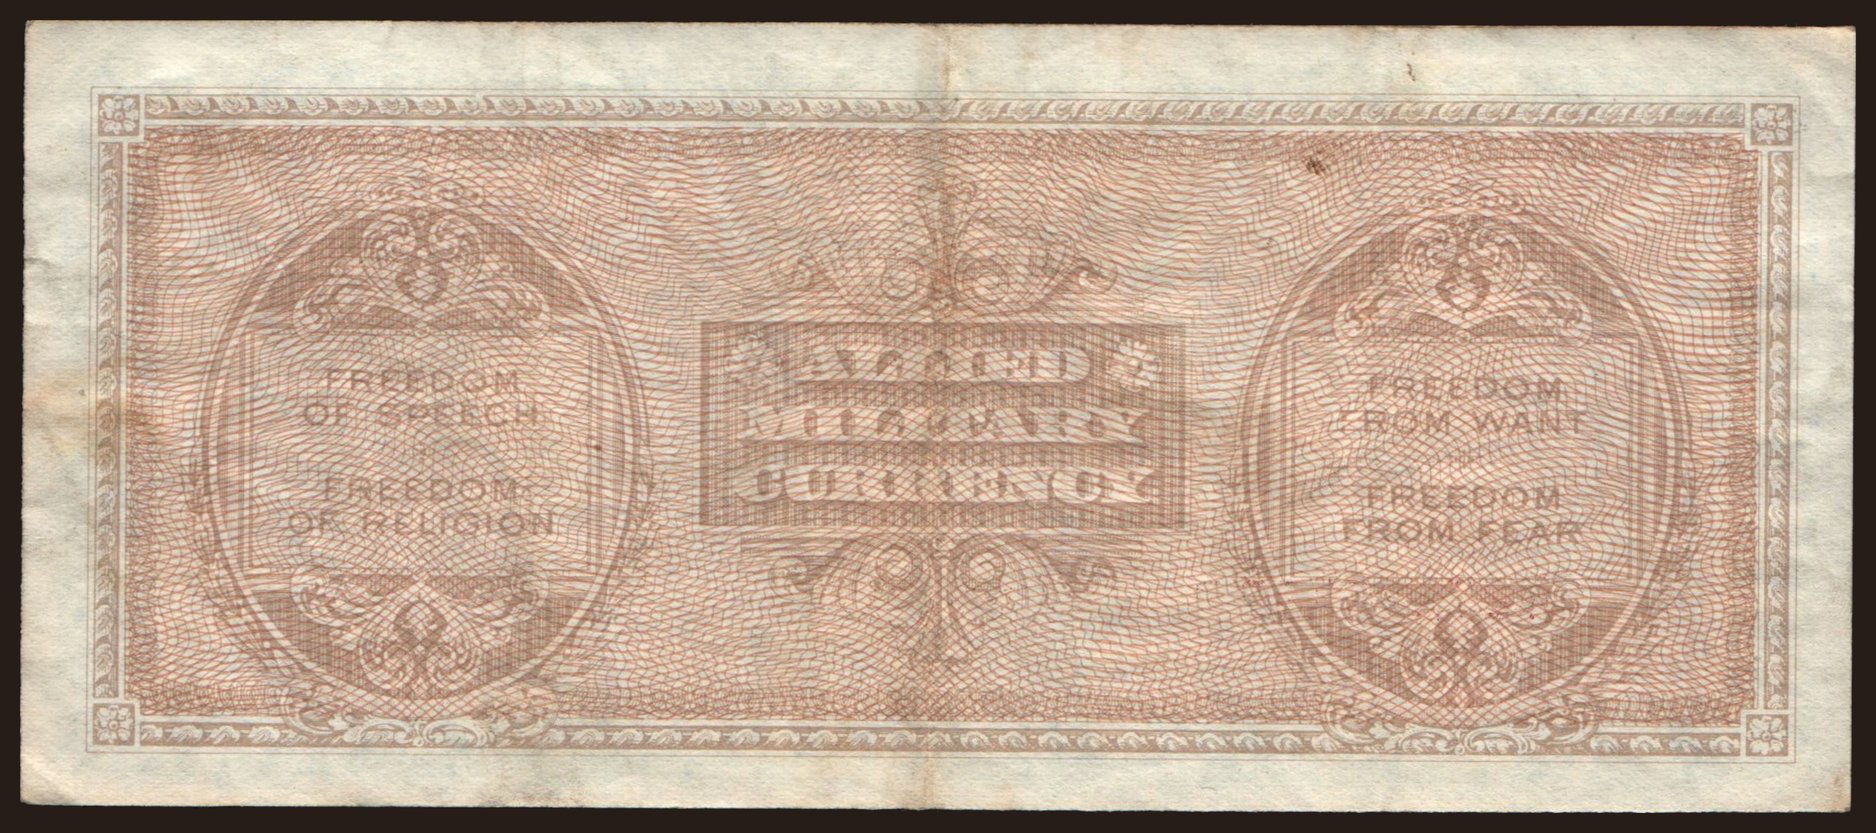 FREEDOM
OF SPEECH
FREEDOM
OF RELIGION
ALLIED
MILITARY
CURRENCY
FREEDOM
FROM WANT
FREEDOM
FROM FEAR